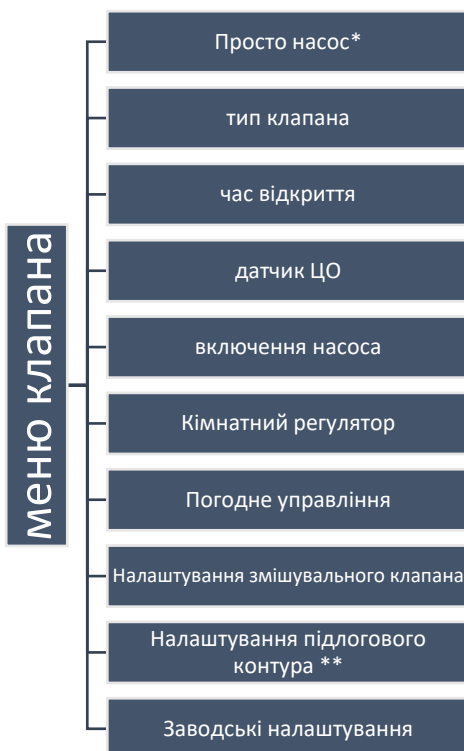 меню клапана
Просто насос*
тип клапана
час відкриття
датчик ЦО
включення насоса
Кімнатний регулятор
Погодне управління
Налаштування змішувального клапана
Налаштування підлогового
контура **
Заводські налаштування